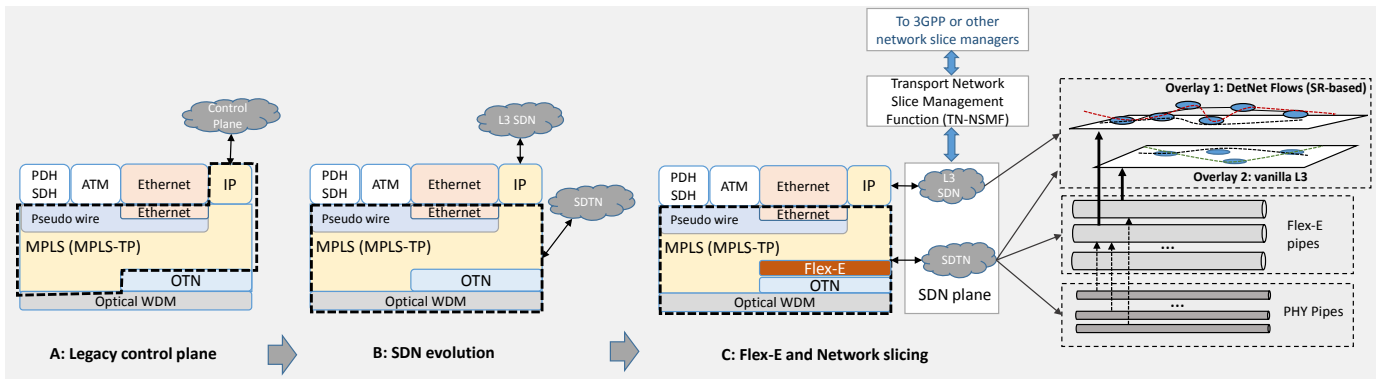 To 3GPP or other
network slice managers
Transport Network
Slice Management
Function (TN-NSMF)
Control
Plane
PDH
SDH
ATM
Ethernet
IP
Ethernet
Pseudo wire
MPLS (MPLS-TP)
OTN
Optical WDM
A: Legacy control plane
L3 SDN
SDTN
PDH
SDH
ATM
Ethernet
IP
Ethernet
Pseudo wire
MPLS (MPLS-TP)
OTN
Optical WDM
B: SDN evolution
PDH
SDH
ATM
Ethernet
IP
Ethernet
Pseudo wire
MPLS (MPLS-TP)
Flex-E
OTN
Optical WDM
C: Flex-E and Network slicing
L3
SDN
SDTN
SDN plane
Overlay 1: DetNet Flows (SR-based)
Overlay 2: vanilla L3
...
Flex-E
pipes
...
PHY Pipes